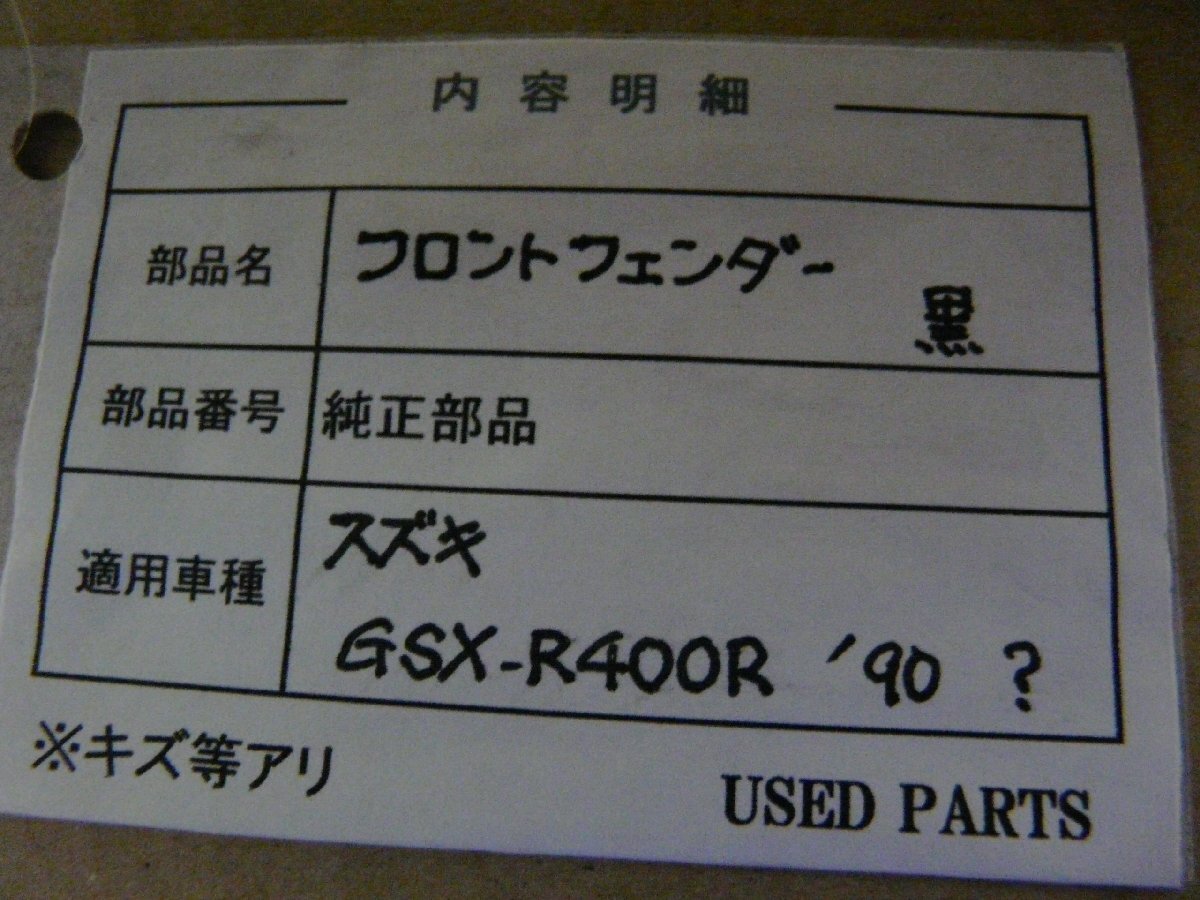 内容明細
部品名 フロントフェンダー
黒
部品番号 純正部品
適用車種 スズキ
GSX-R400R '90 ?
※キズ等アリ
USED PARTS